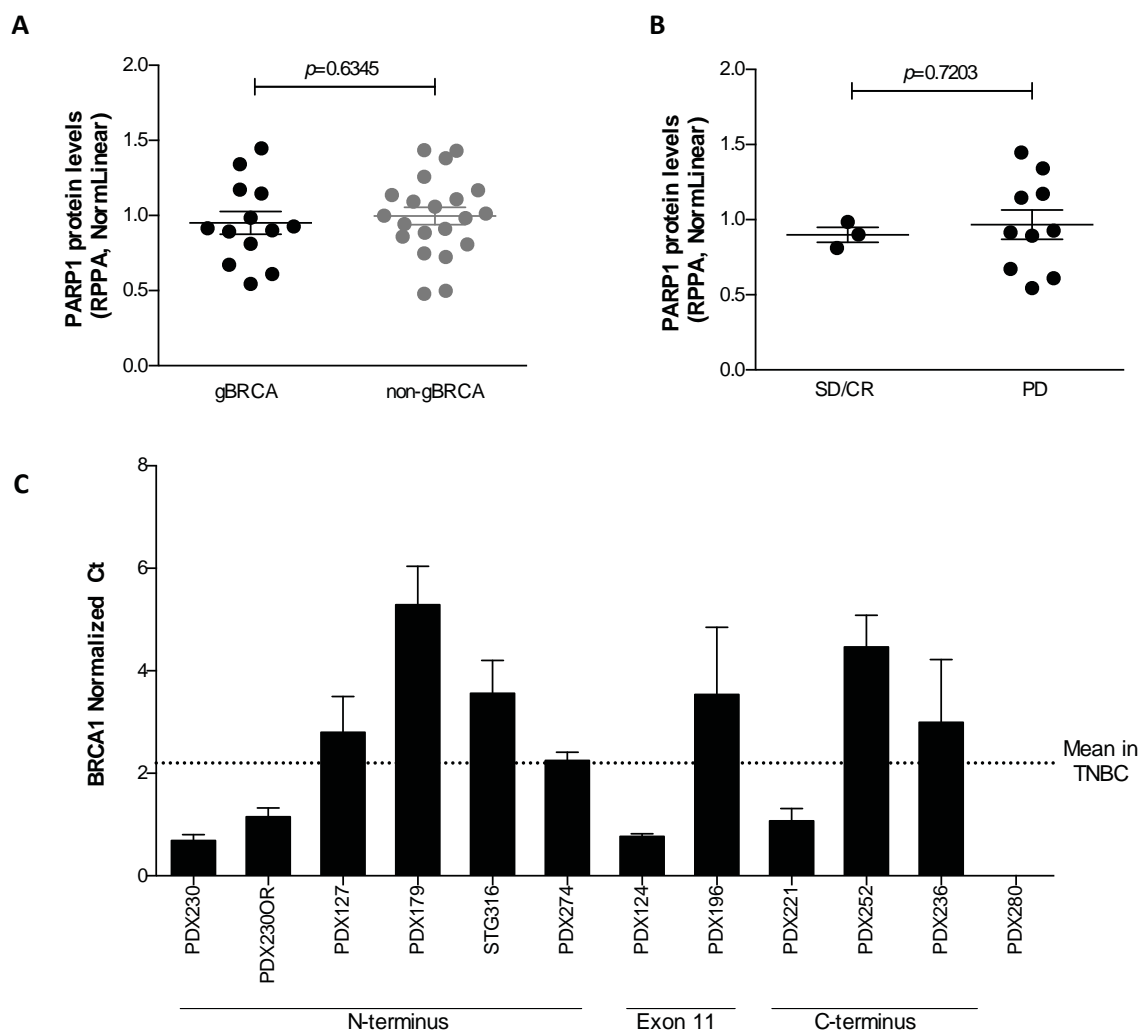 A
B
2.0
1.5
1.0
0.5
0.0
PARP1 protein levels
(RPPA, NormLinear)
p=0.6345
gBRCA
non-gBRCA
2.0
1.5
1.0
0.5
0.0
PARP1 protein levels
(RPPA, NormLinear)
p=0.7203
SD/CR
PD
C
8
6
4
2
0
BRCA1 Normalized Ct
Mean in
TNBC
PDX230
PDX230OR
PDX127
PDX179
STG316
PDX274
PDX124
PDX196
PDX221
PDX252
PDX236
PDX280
N-terminus
Exon 11
C-terminus